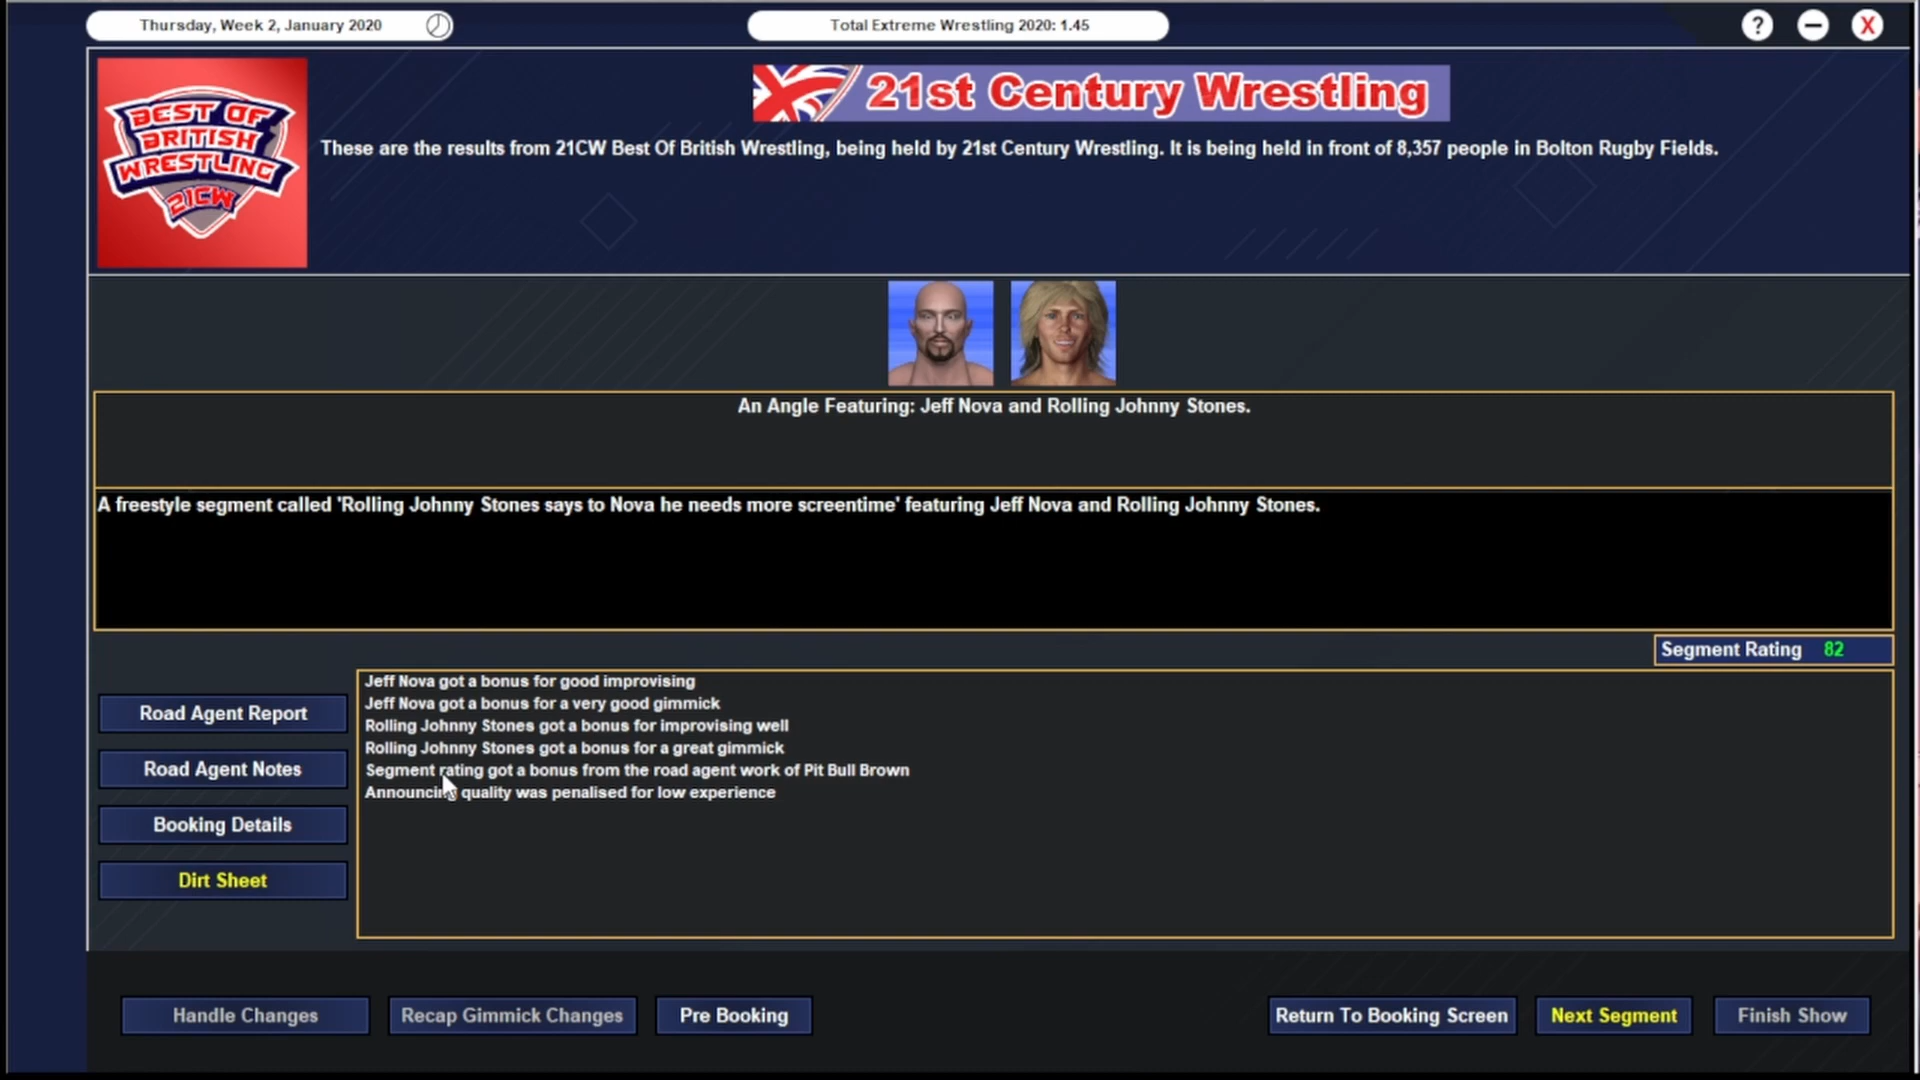 Thursday, Week 2, January 2020
Total Extreme Wrestling 2020: 1.45
?
X
BEST OF
BRITISH
WRESTLING
21CW
21st Century Wrestling
These are the results from 21CW Best Of British Wrestling, being held by 21st Century Wrestling. It is being held in front of 8,357 people in Bolton Rugby Fields.
An Angle Featuring: Jeff Nova and Rolling Johnny Stones.
A freestyle segment called 'Rolling Johnny Stones says to Nova he needs more screentime' featuring Jeff Nova and Rolling Johnny Stones.
Segment Rating 82
Road Agent Report
Road Agent Notes
Booking Details
Dirt Sheet
Jeff Nova got a bonus for good improvising
Jeff Nova got a bonus for a very good gimmick
Rolling Johnny Stones got a bonus for improvising well
Rolling Johnny Stones got a bonus for a great gimmick
Segment rating got a bonus from the road agent work of Pit Bull Brown
Announcing quality was penalised for low experience
Handle Changes
Recap Gimmick Changes
Pre Booking
Return To Booking Screen
Next Segment
Finish Show